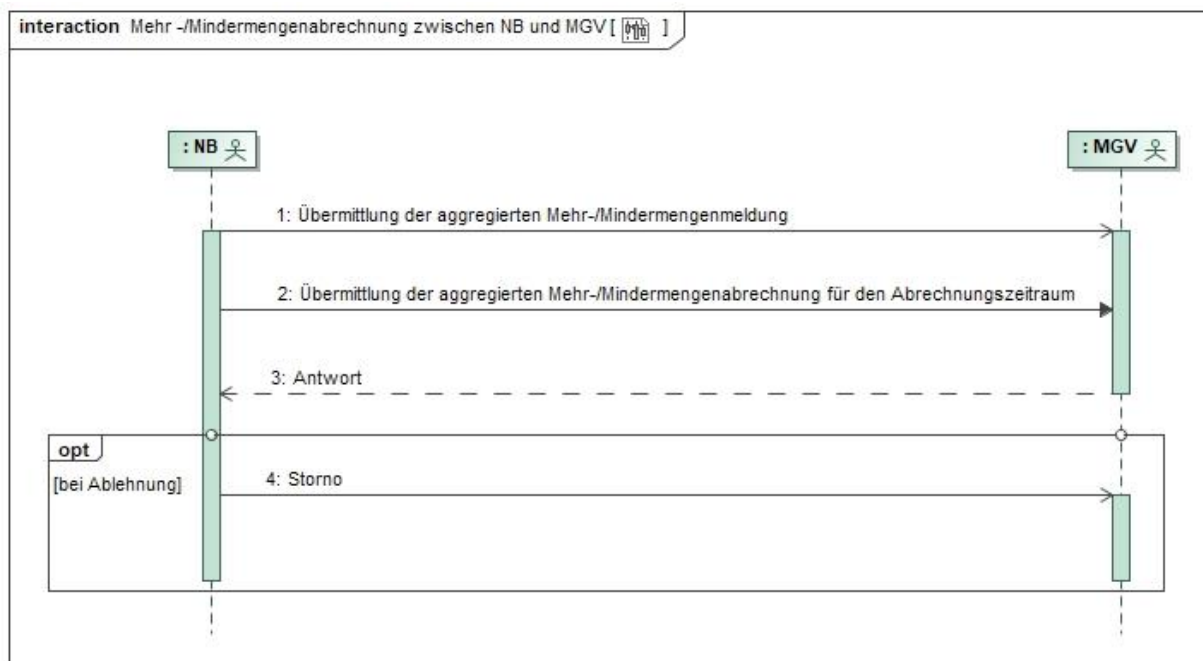 interaction Mehr -/Mindermengenabrechnung zwischen NB und MGV [ ]
: NB
: MGV
1: Übermittlung der aggregierten Mehr-/Mindermengenmeldung
2: Übermittlung der aggregierten Mehr-/Mindermengenabrechnung für den Abrechnungszeitraum
3: Antwort
opt
[bei Ablehnung]
4: Storno